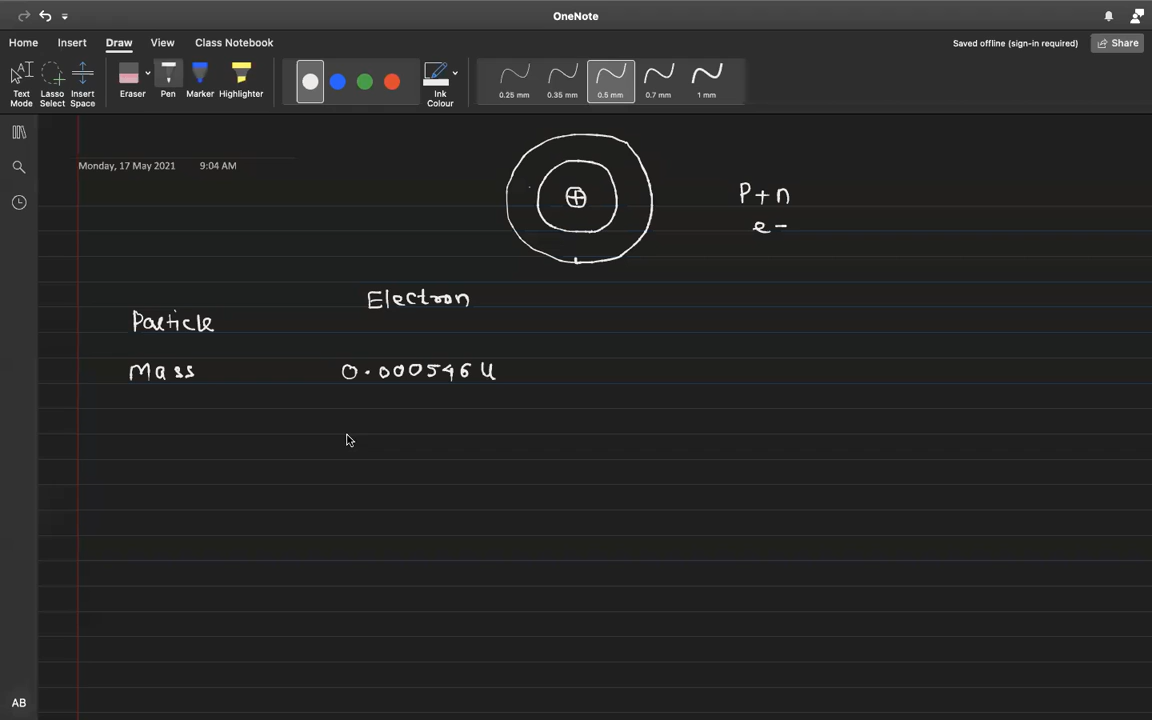 OneNote
Home Insert Draw View Class Notebook
Saved offline (sign-in required) Share
Text Mode Lasso Select Insert Space Eraser Pen Marker Highlighter Ink Colour 0.25 mm 0.35 mm 0.5 mm 0.7 mm 1 mm
Monday, 17 May 2021 9:04 AM
+
P+n
e-
Electron
Particle
Mass 0.000546 u
AB